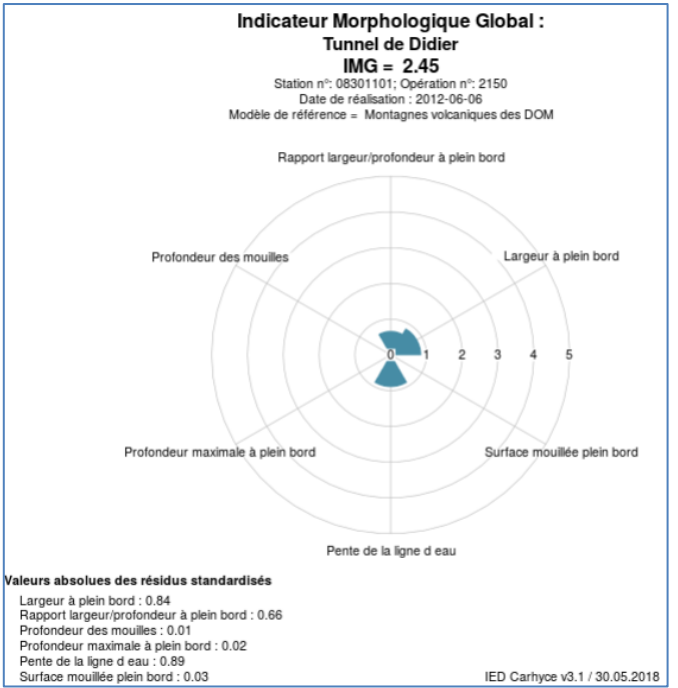 Indicateur Morphologique Global :
Tunnel de Didier
IMG = 2.45
Station n°: 08301101; Opération n°: 2150
Date de réalisation : 2012-06-06
Modèle de référence = Montagnes volcaniques des DOM
Rapport largeur/profondeur à plein bord
Profondeur des mouilles
Largeur à plein bord
0 1 2 3 4 5
Profondeur maximale à plein bord
Surface mouillée plein bord
Pente de la ligne d eau
Valeurs absolues des résidus standardisés
Largeur à plein bord : 0.84
Rapport largeur/profondeur à plein bord : 0.66
Profondeur des mouilles : 0.01
Profondeur maximale à plein bord : 0.02
Pente de la ligne d eau : 0.89
Surface mouillée plein bord : 0.03
IED Carhyce v3.1 / 30.05.2018